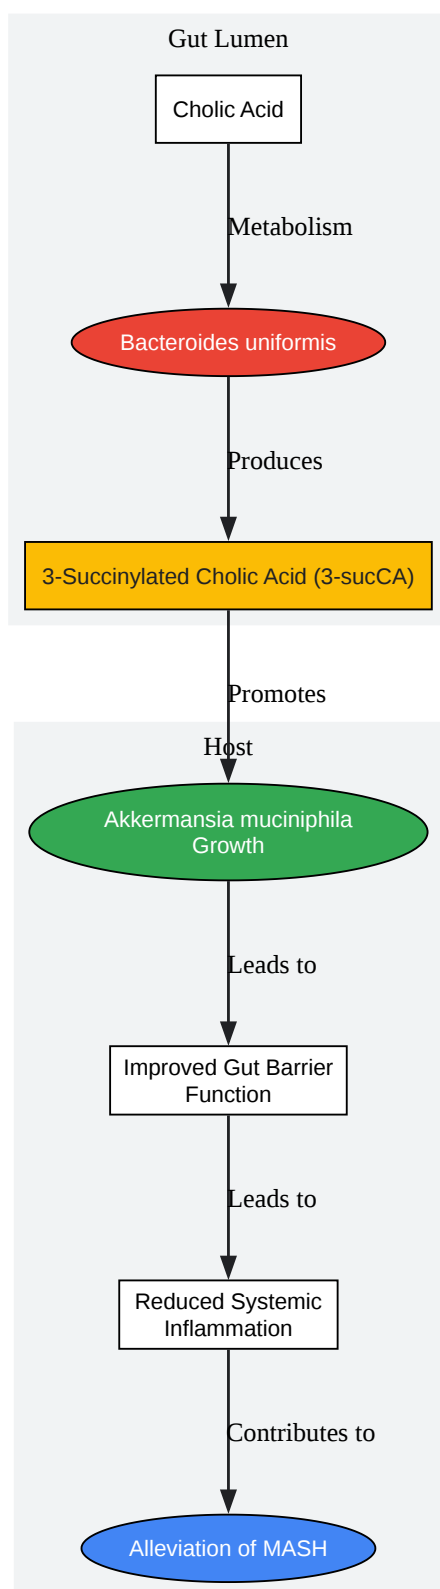 Gut Lumen
Cholic Acid
Metabolism
Bacteroides uniformis
Produces
3-Succinylated Cholic Acid (3-sucCA)
Promotes
Host
Akkermansia muciniphila
Growth
Leads to
Improved Gut Barrier
Function
Leads to
Reduced Systemic
Inflammation
Contributes to
Alleviation of MASH